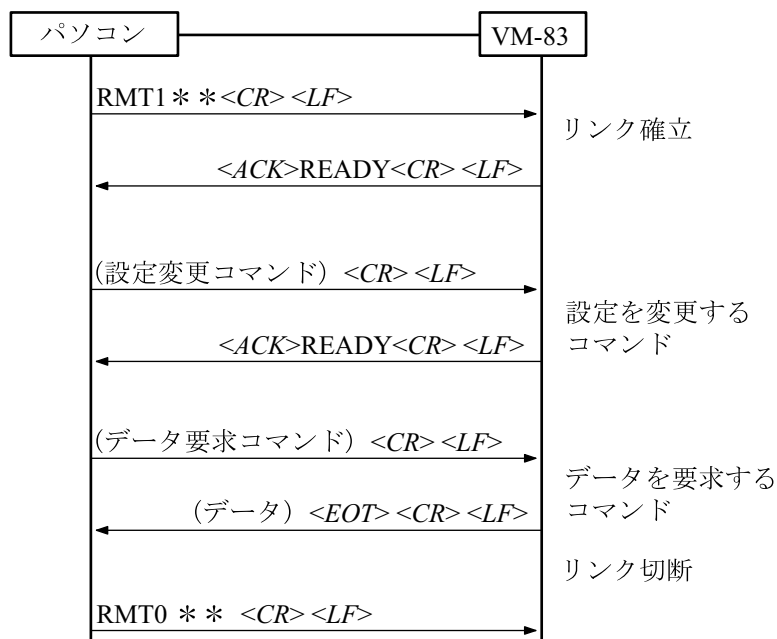 パソコン
VM-83
RMT1＊＊<CR> <LF>
リンク確立
<ACK>READY<CR> <LF>
(設定変更コマンド) <CR> <LF>
設定を変更する
コマンド
<ACK>READY<CR> <LF>
(データ要求コマンド) <CR> <LF>
データを要求する
コマンド
(データ) <EOT> <CR> <LF>
リンク切断
RMT0 ＊＊ <CR> <LF>